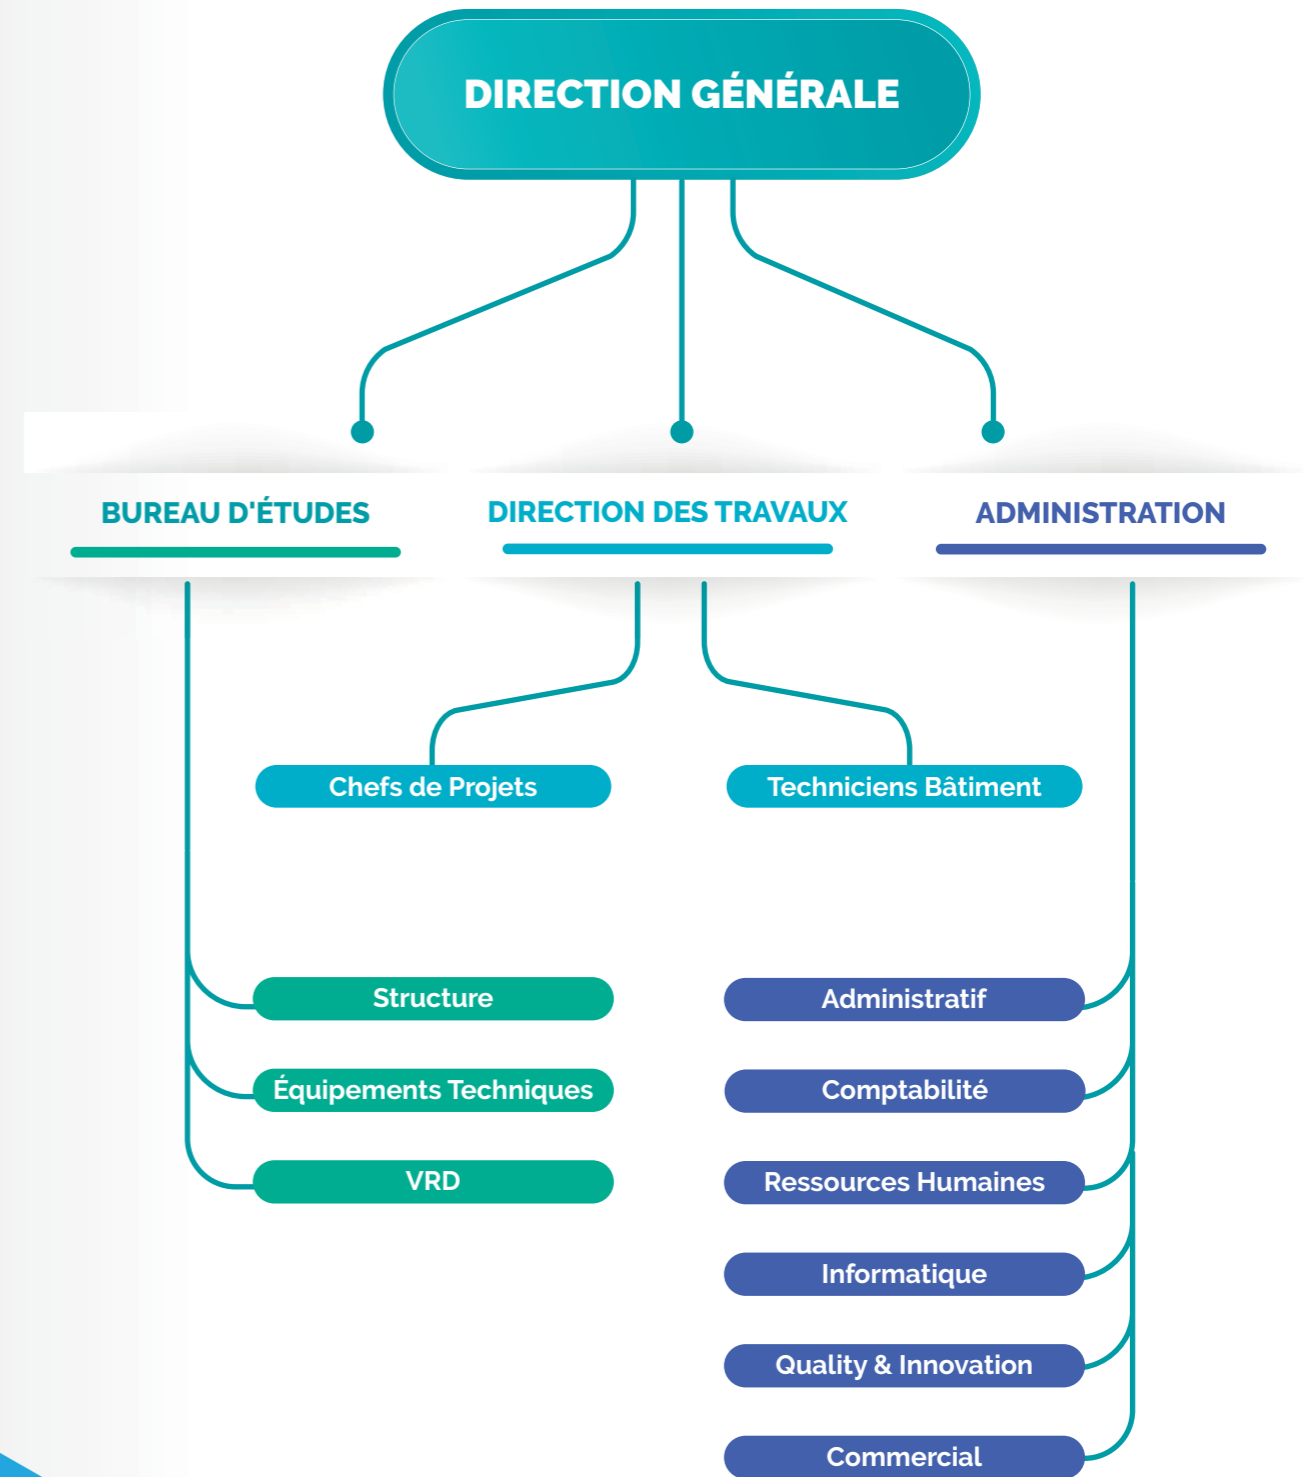 DIRECTION GÉNÉRALE
BUREAU D'ÉTUDES
DIRECTION DES TRAVAUX
ADMINISTRATION
Chefs de Projets
Techniciens Bâtiment
Structure
Équipements Techniques
VRD
Administratif
Comptabilité
Ressources Humaines
Informatique
Quality & Innovation
Commercial